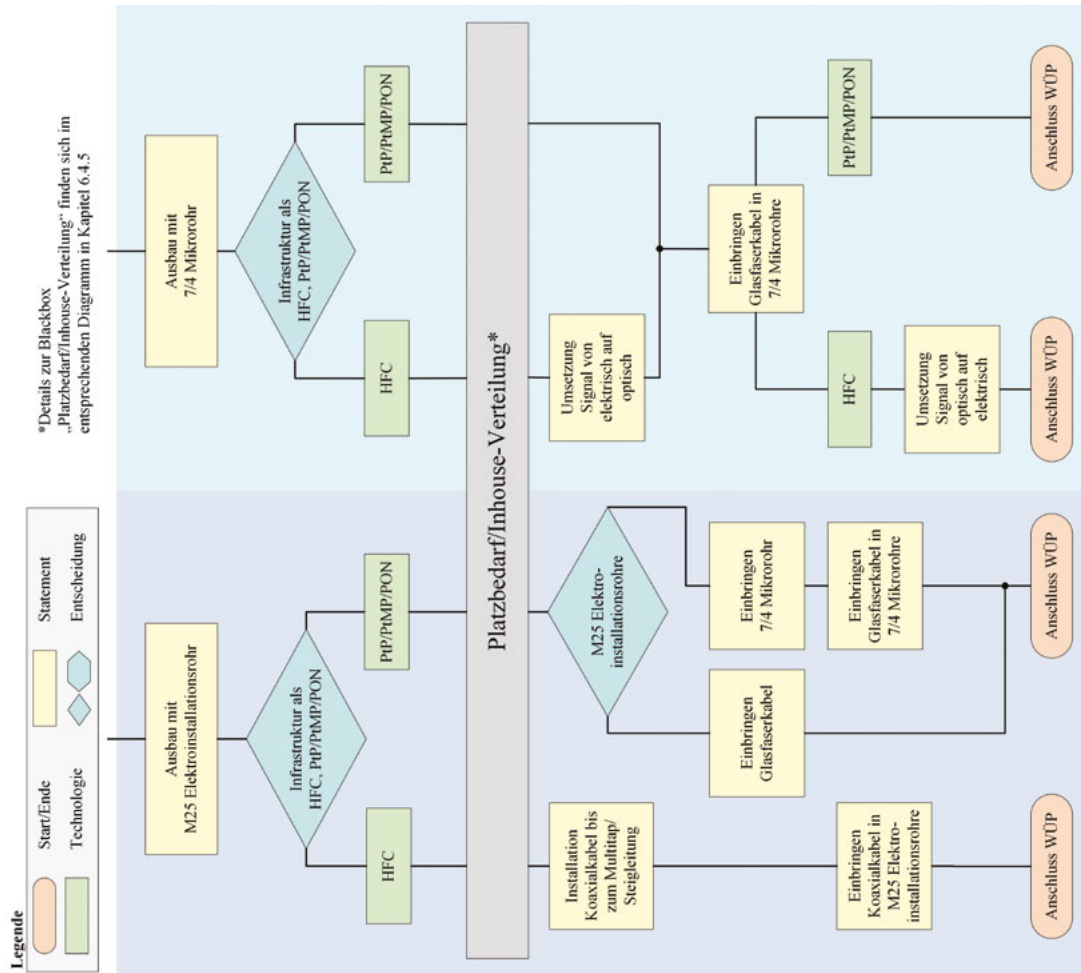 Legende
Start/Ende
Statement
Technologie
Entscheidung
*Details zur Blackbox
„Platzbedarf/Inhouse-Verteilung“ finden sich im
entsprechenden Diagramm in Kapitel 6.4.5
Ausbau mit
M25 Elektroinstallationsrohr
Infrastruktur als
HFC, PtP/PtMP/PON
HFC
PtP/PtMP/PON
Ausbau mit
7/4 Mikrorohr
Infrastruktur als
HFC, PtP/PtMP/PON
HFC
PtP/PtMP/PON
Platzbedarf/Inhouse-Verteilung*
Installation
Koaxialkabel bis
zum Multitap/
Steigleitung
Einbringen
Koaxialkabel in
M25 Elektro-
installationsrohre
Anschluss WÜP
M25 Elektro-
installationsrohre
Einbringen
Glasfaserkabel
Einbringen
7/4 Mikrorohr
Einbringen
Glasfaserkabel in
7/4 Mikrorohre
Anschluss WÜP
Umsetzung
Signal von
elektrisch auf
optisch
Einbringen
Glasfaserkabel in
7/4 Mikrorohre
HFC
PtP/PtMP/PON
Umsetzung
Signal von
optisch auf
elektrisch
Anschluss WÜP
Anschluss WÜP